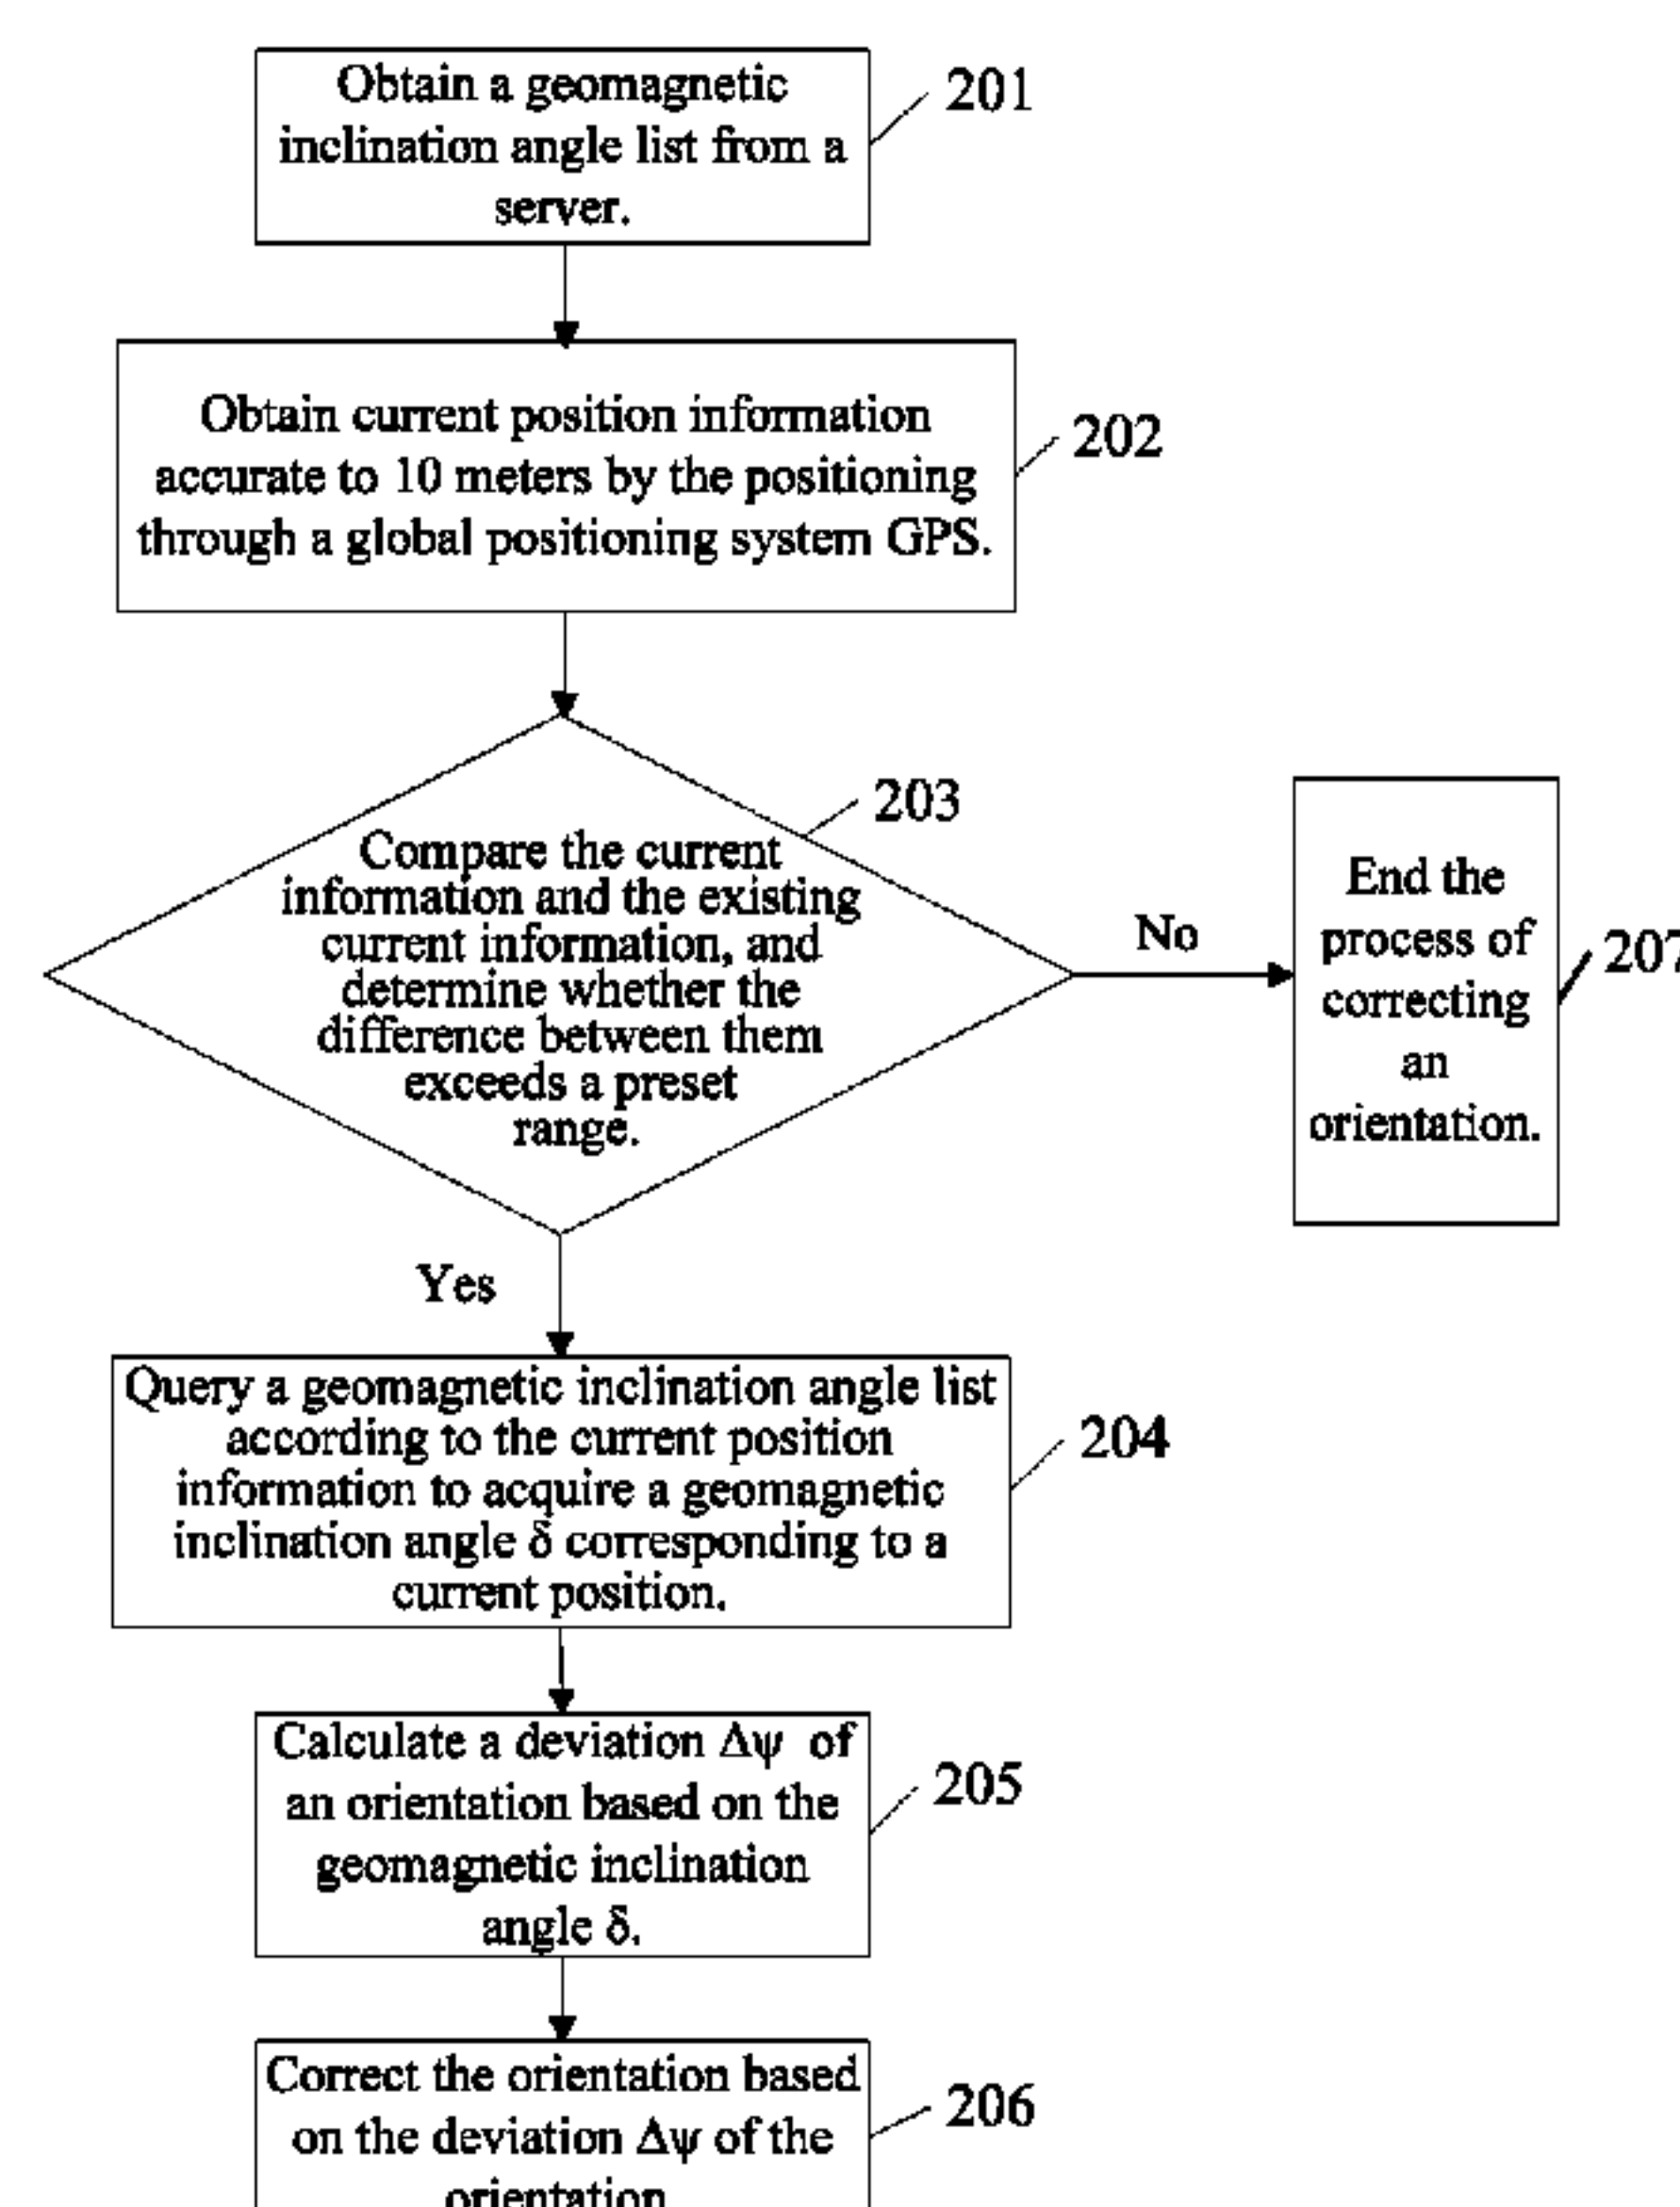 Obtain a geomagnetic
inclination angle list from a
server.
201
Obtain current position information
accurate to 10 meters by the positioning
through a global positioning system GPS.
202
203
Compare the current
information and the existing
current information, and
determine whether the
difference between them
exceeds a preset
range.
No
End the
process of
correcting
an
orientation.
207
Yes
Query a geomagnetic inclination angle list
according to the current position
information to acquire a geomagnetic
inclination angle δ corresponding to a
current position.
204
Calculate a deviation Δψ of
an orientation based on the
geomagnetic inclination
angle δ.
205
Correct the orientation based
on the deviation Δψ of the
orientation
206